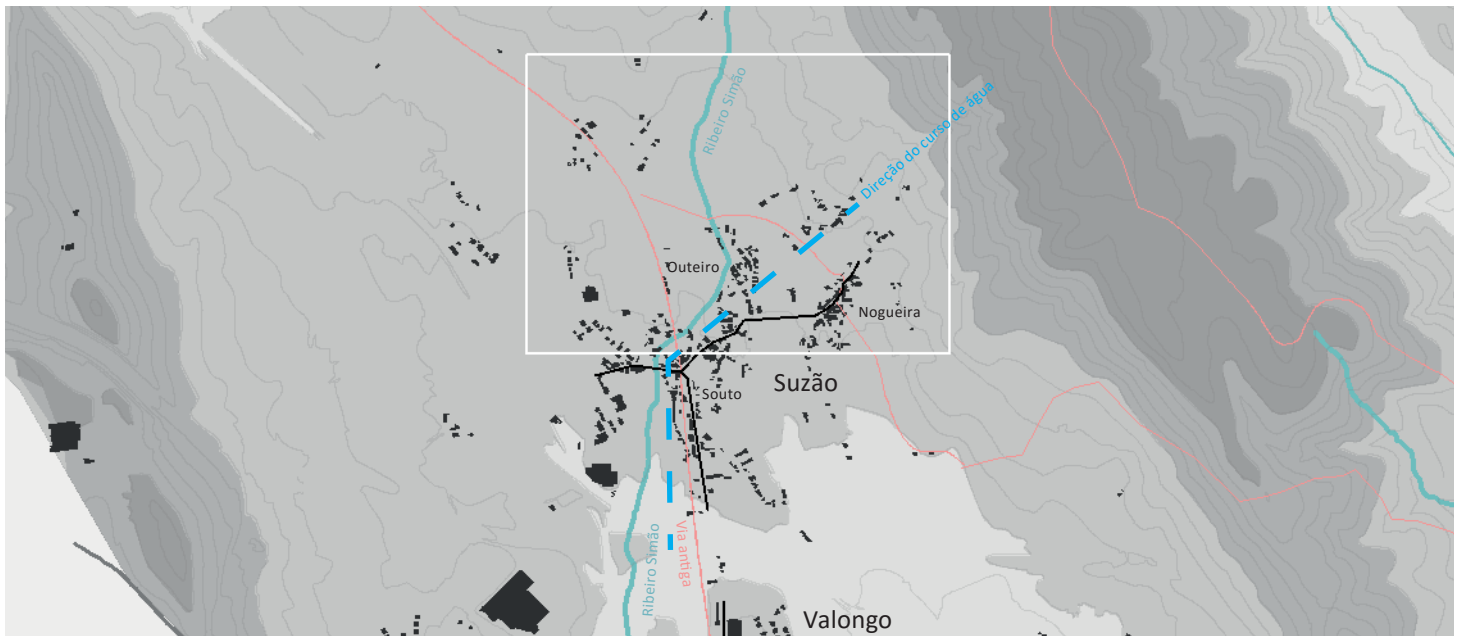 Ribeiro Simão
Direção do curso de água
Outeiro
Nogueira
Suzão
Souto
Ribeiro Simão
Via antiga
Valongo